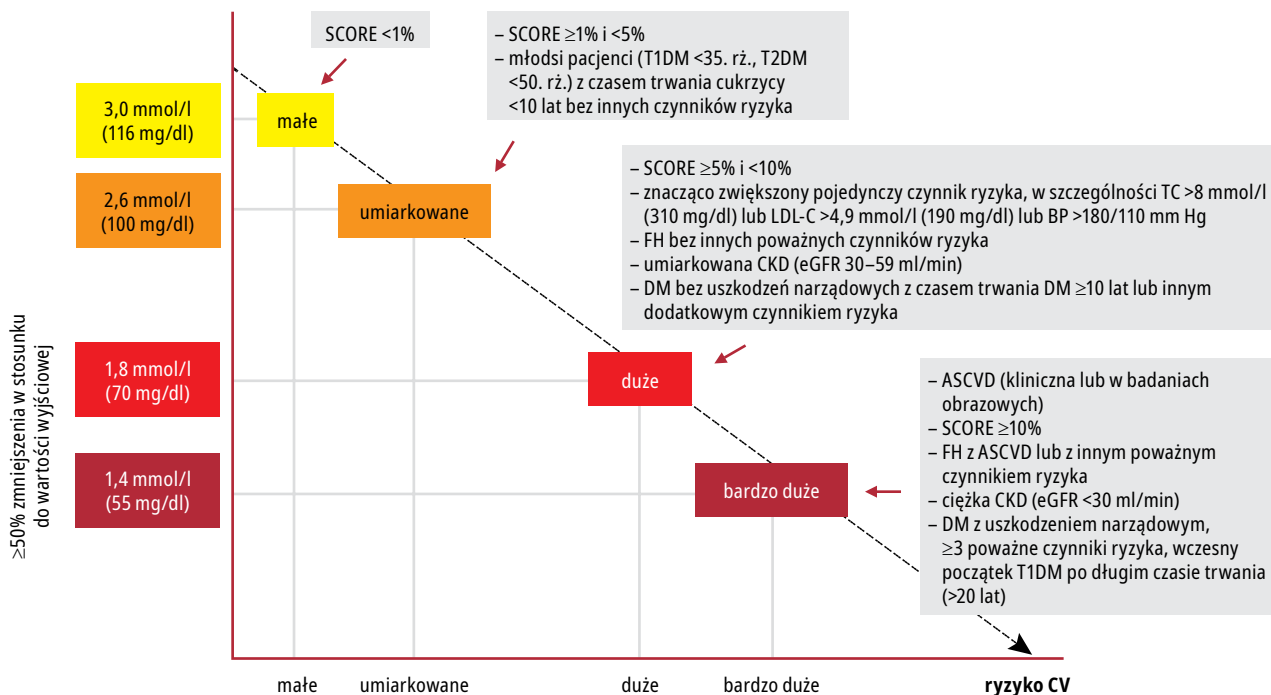 SCORE <1%
– SCORE ≥1% i <5%
– młodsi pacjenci (T1DM <35. rż., T2DM
<50. rż.) z czasem trwania cukrzycy
<10 lat bez innych czynników ryzyka
3,0 mmol/l
(116 mg/dl)
małe
– SCORE ≥5% i <10%
– znacząco zwiększony pojedynczy czynnik ryzyka, w szczególności TC >8 mmol/l
(310 mg/dl) lub LDL-C >4,9 mmol/l (190 mg/dl) lub BP >180/110 mm Hg
– FH bez innych poważnych czynników ryzyka
– umiarkowana CKD (eGFR 30–59 ml/min)
– DM bez uszkodzeń narządowych z czasem trwania DM ≥10 lat lub innym
dodatkowym czynnikiem ryzyka
2,6 mmol/l
(100 mg/dl)
umiarkowane
≥50% zmniejszenia w stosunku
do wartości wyjściowej
1,8 mmol/l
(70 mg/dl)
duże
– ASCVD (kliniczna lub w badaniach
obrazowych)
– SCORE ≥10%
– FH z ASCVD lub z innym poważnym
czynnikiem ryzyka
– ciężka CKD (eGFR <30 ml/min)
– DM z uszkodzeniem narządowym,
≥3 poważne czynniki ryzyka, wczesny
początek T1DM po długim czasie trwania
(>20 lat)
1,4 mmol/l
(55 mg/dl)
bardzo duże
małe
umiarkowane
duże
bardzo duże
ryzyko CV